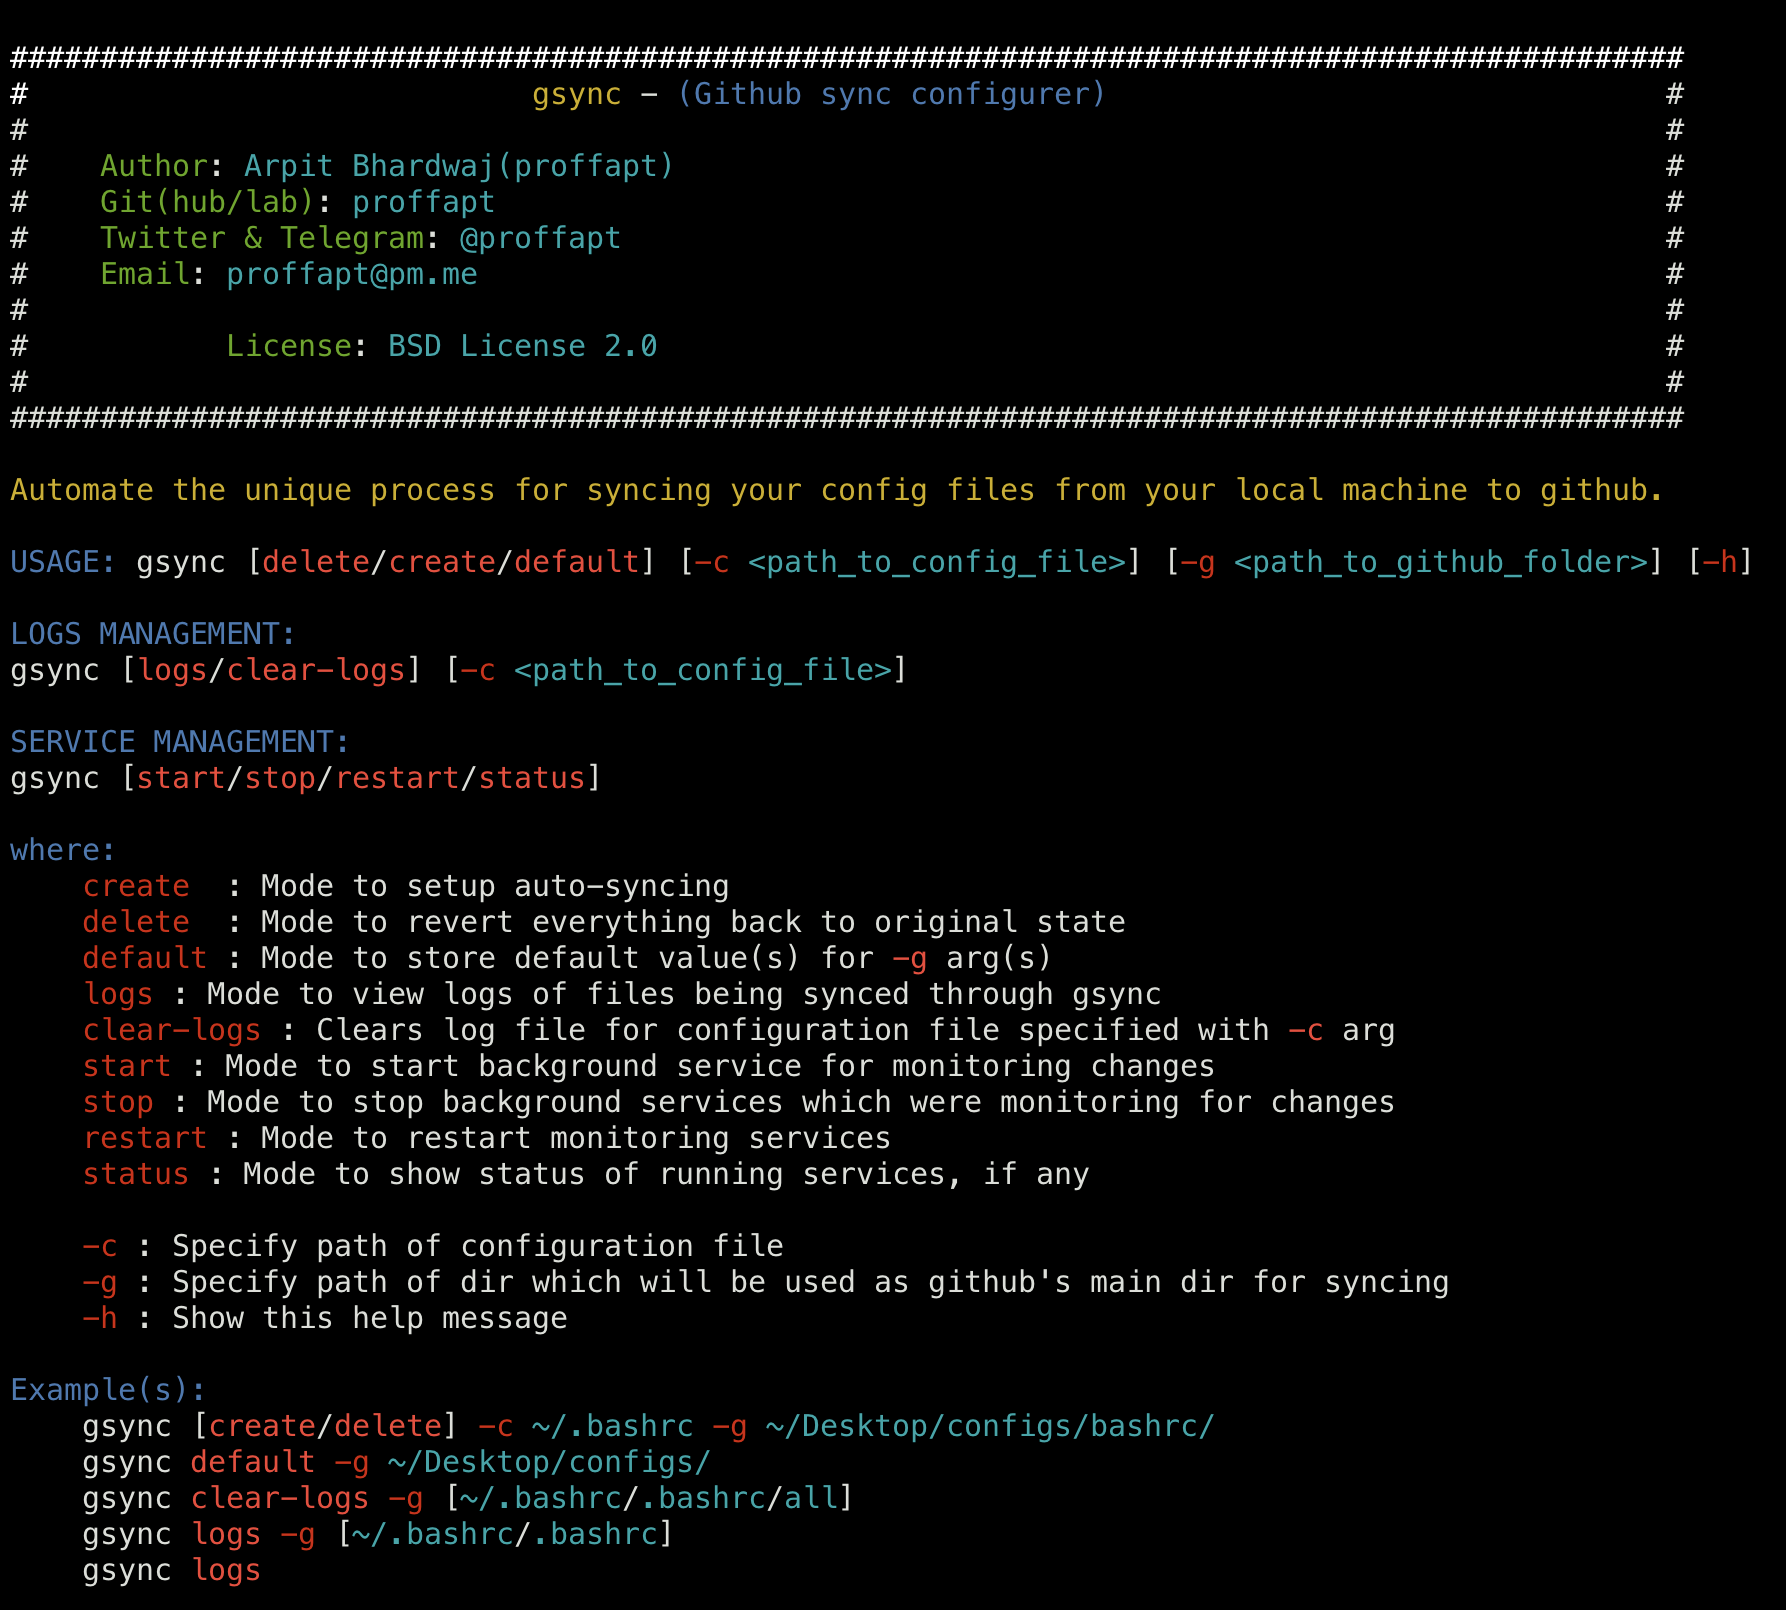 #############################################################################################
# gsync - (Github sync configurer) #
# #
# Author: Arpit Bhardwaj(proffapt) #
# Git(hub/lab): proffapt #
# Twitter & Telegram: @proffapt #
# Email: proffapt@pm.me #
# #
# License: BSD License 2.0 #
# #
#############################################################################################
Automate the unique process for syncing your config files from your local machine to github.
USAGE: gsync [delete/create/default] [-c <path_to_config_file>] [-g <path_to_github_folder>] [-h]
LOGS MANAGEMENT:
gsync [logs/clear-logs] [-c <path_to_config_file>]
SERVICE MANAGEMENT:
gsync [start/stop/restart/status]
where:
create : Mode to setup auto-syncing
delete : Mode to revert everything back to original state
default : Mode to store default value(s) for -g arg(s)
logs : Mode to view logs of files being synced through gsync
clear-logs : Clears log file for configuration file specified with -c arg
start : Mode to start background service for monitoring changes
stop : Mode to stop background services which were monitoring for changes
restart : Mode to restart monitoring services
status : Mode to show status of running services, if any
-c : Specify path of configuration file
-g : Specify path of dir which will be used as github's main dir for syncing
-h : Show this help message
Example(s):
gsync [create/delete] -c ~/.bashrc -g ~/Desktop/configs/bashrc/
gsync default -g ~/Desktop/configs/
gsync clear-logs -g [~/.bashrc/.bashrc/all]
gsync logs -g [~/.bashrc/.bashrc]
gsync logs